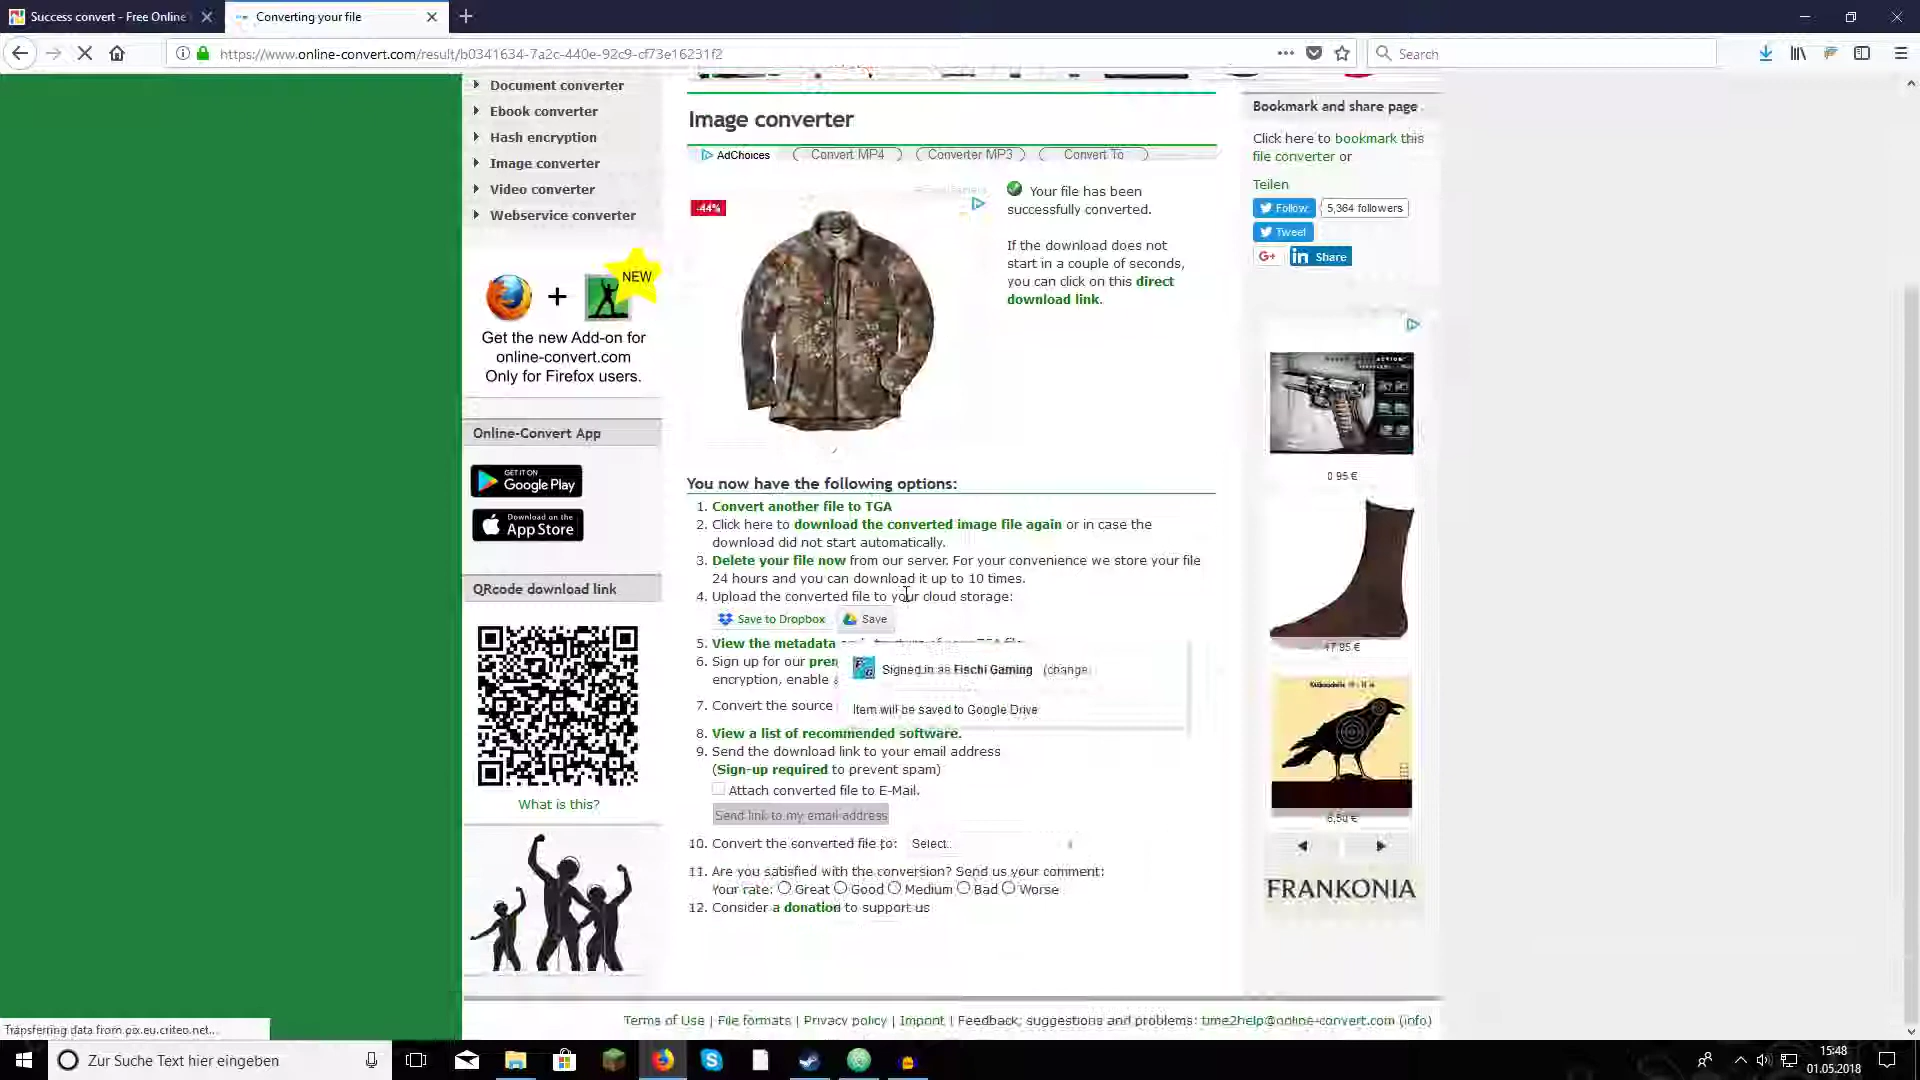 Success convert - Free Online
Converting your file
https://www.online-convert.com/result/b0341634-7a2c-440e-92c9-cf73e16231f2
Search
Document converter
Ebook converter
Hash encryption
Image converter
Video converter
Webservice converter
NEW
Get the new Add-on for
online-convert.com
Only for Firefox users.
Online-Convert App
GET IT ON
Google Play
Download on the
App Store
QRcode download link
What is this?
Image converter
AdChoices
Convert MP4
Converter MP3
Convert To
-44%
Your file has been
successfully converted.
If the download does not
start in a couple of seconds,
you can click on this direct
download link.
You now have the following options:
1. Convert another file to TGA
2. Click here to download the converted image file again or in case the
download did not start automatically.
3. Delete your file now from our server. For your convenience we store your file
24 hours and you can download it up to 10 times.
4. Upload the converted file to your cloud storage:
Save to Dropbox
Save
5. View the metadata
6. Sign up for our
encryption, enable
Signed in as Fischi Gaming (change)
Item will be saved to Google Drive
7. Convert the source
8. View a list of recommended software.
9. Send the download link to your email address
(Sign-up required to prevent spam)
Attach converted file to E-Mail.
Send link to my email address
10. Convert the converted file to: Select..
11. Are you satisfied with the conversion? Send us your comment:
Your rate: Great Good Medium Bad Worse
12. Consider a donation to support us
Bookmark and share page
Click here to bookmark this
file converter or
Teilen
Follow
5,364 followers
Tweet
G+
in Share
17,95 €
FRANKONIA
Terms of Use | File formats | Privacy policy | Imprint | Feedback, suggestions and problems: time2help@online-convert.com (info)
Transferring data from pix.eu.criteo.net...
Zur Suche Text hier eingeben
15:48
01.05.2018